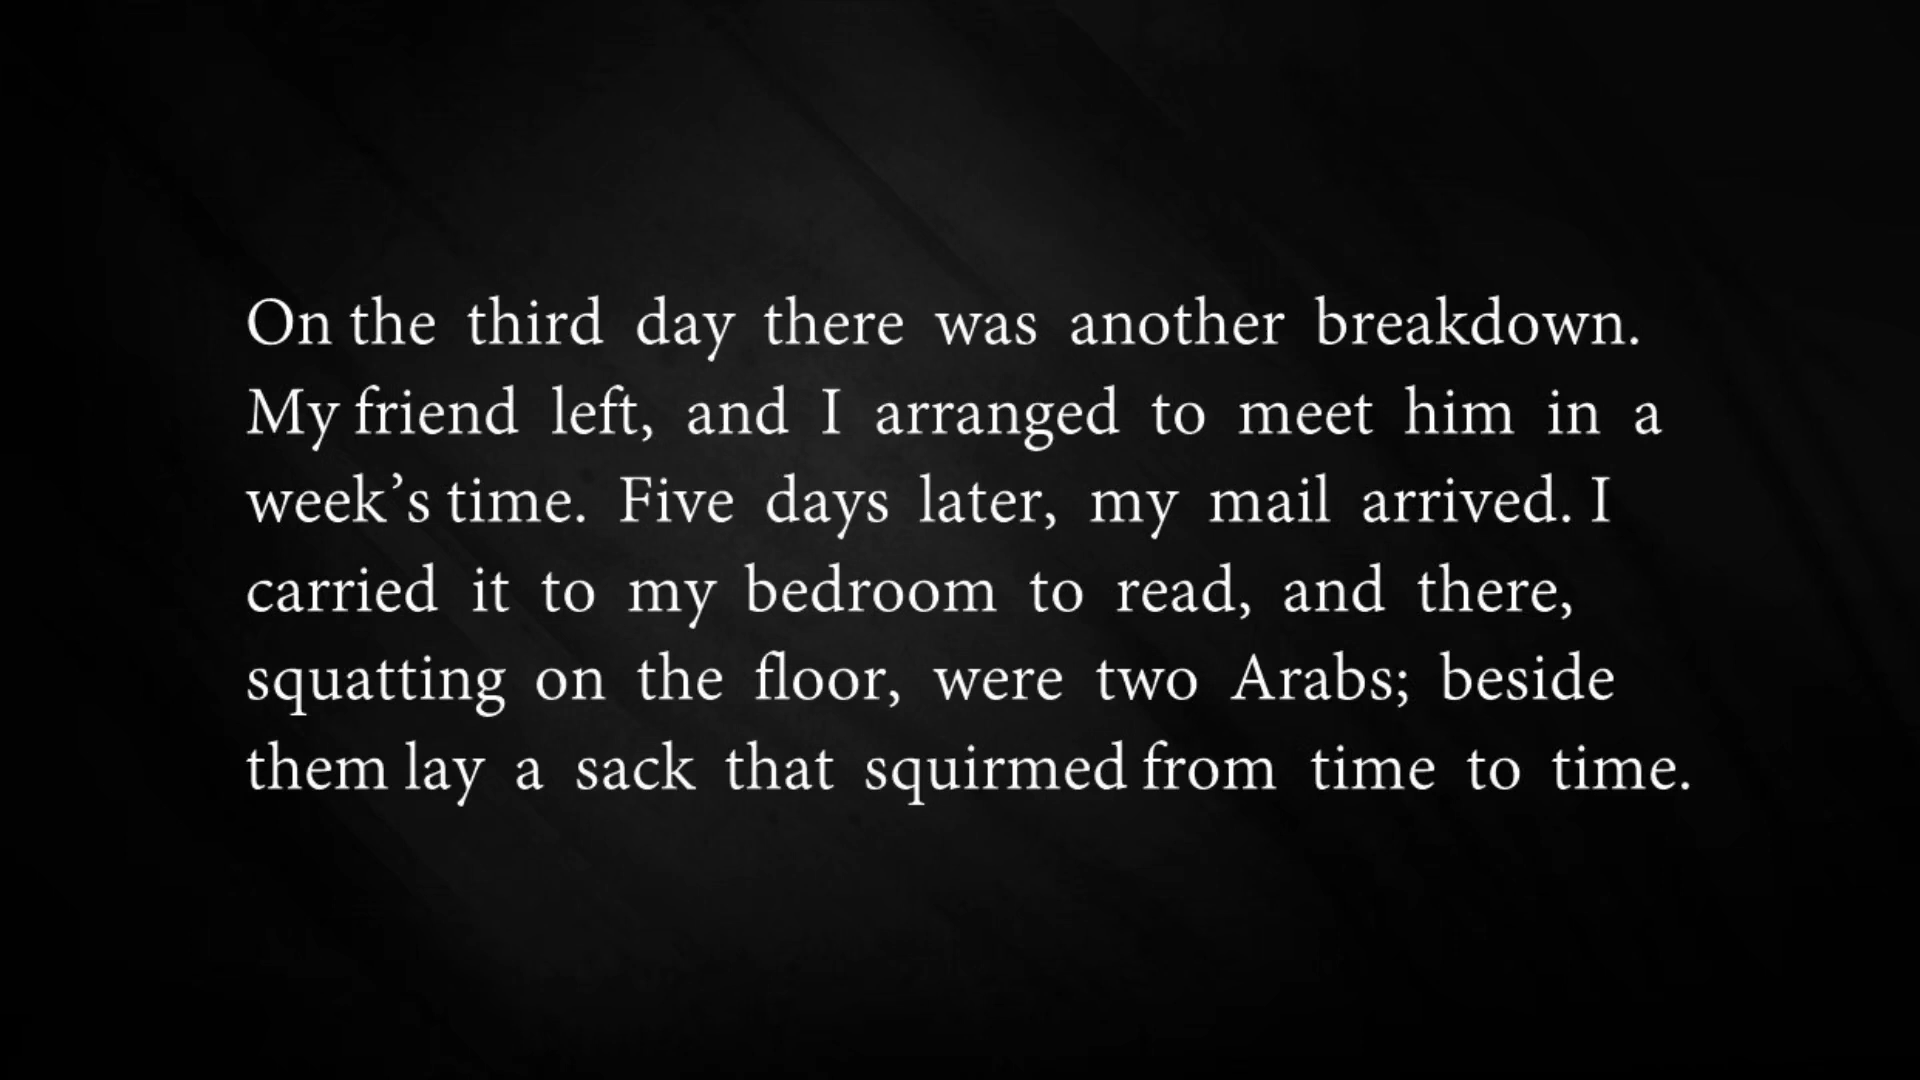 On the third day there was another breakdown.
My friend left, and I arranged to meet him in a
week’s time. Five days later, my mail arrived. I
carried it to my bedroom to read, and there,
squatting on the floor, were two Arabs; beside
them lay a sack that squirmed from time to time.